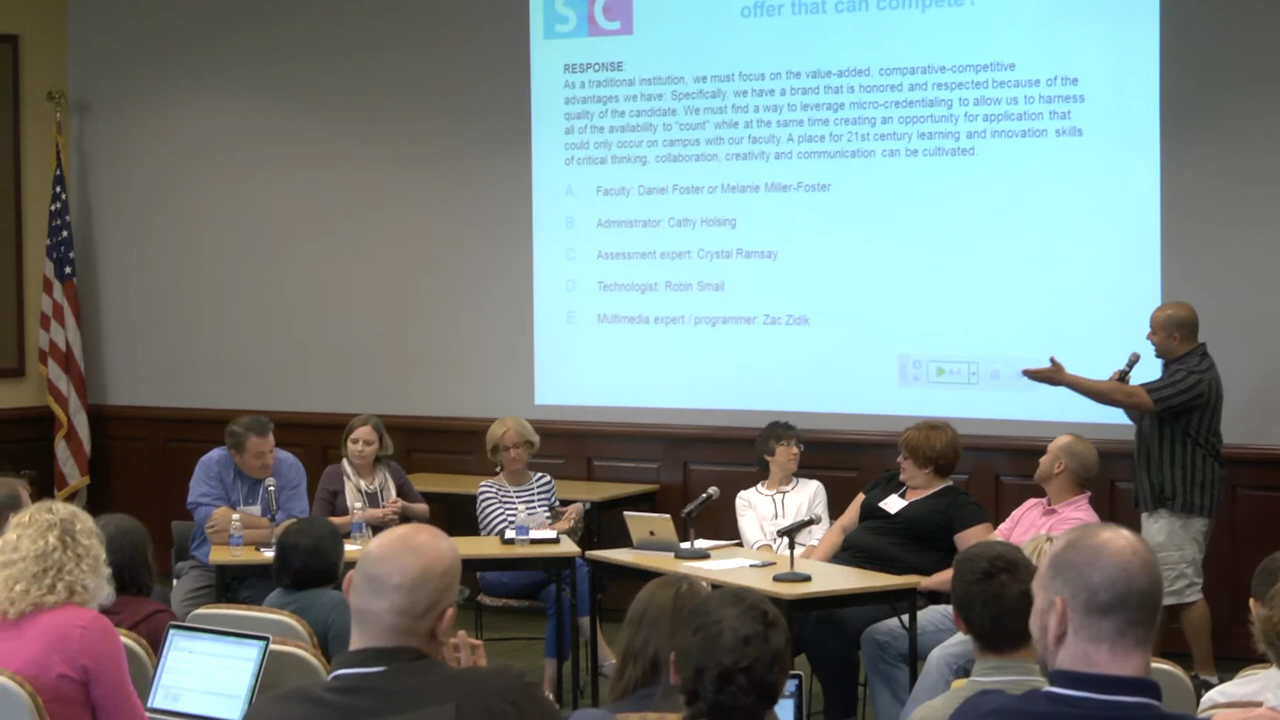 SC
offer that can compete?
RESPONSE:
As a traditional institution, we must focus on the value-added, comparative-competitive
advantages we have: Specifically, we have a brand that is honored and respected because of the
quality of the candidate. We must find a way to leverage micro-credentialing to allow us to harness
all of the availability to "count" while at the same time creating an opportunity for application that
could only occur on campus with our faculty. A place for 21st century learning and innovation skills
of critical thinking, collaboration, creativity and communication can be cultivated.
A. Faculty: Daniel Foster or Melanie Miller-Foster
B. Administrator: Cathy Holsing
C. Assessment expert: Crystal Ramsay
D. Technologist: Robin Smail
E. Multimedia expert / programmer: Zac Zidik